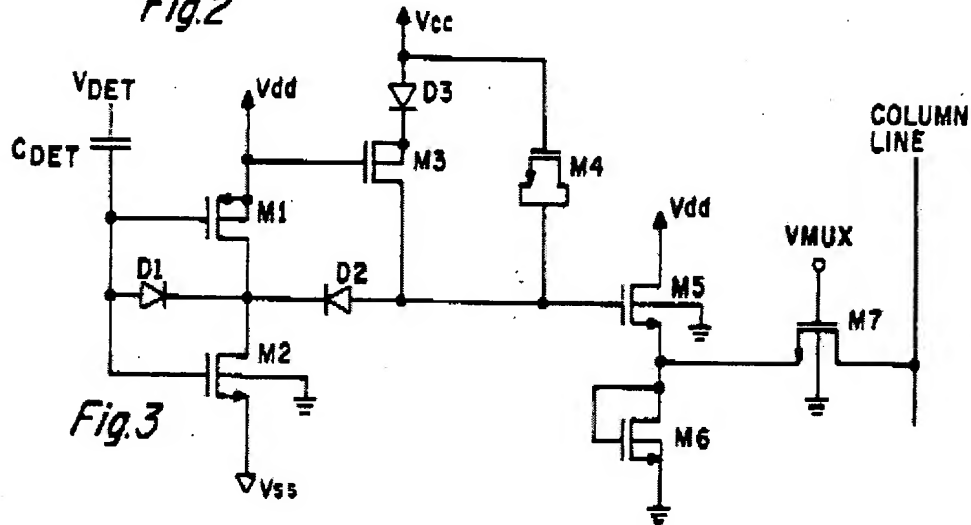 Fig.2
Vcc
VDET
Vdd
D3
COLUMN
LINE
CDET
M3
M4
M1
Vdd
VMUX
D1
D2
M5
M7
M2
Fig.3
M6
Vss